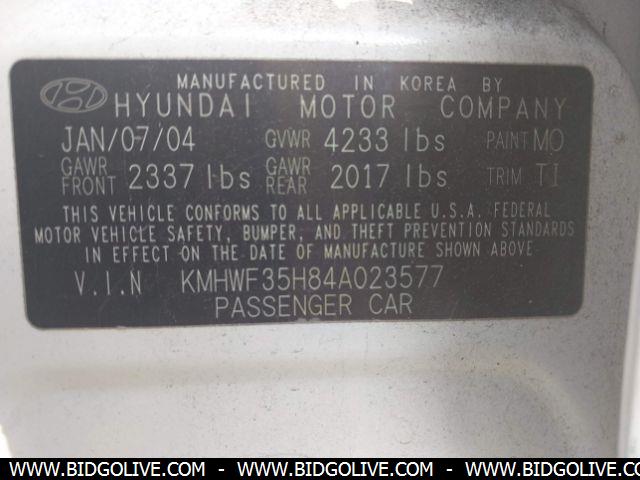 MANUFACTURED IN KOREA BY
HYUNDAI MOTOR COMPANY
JAN/07/04 GVWR 4233 lbs PAINT MO
GAWR FRONT 2337 lbs GAWR REAR 2017 lbs TRIM TI
THIS VEHICLE CONFORMS TO ALL APPLICABLE U.S.A. FEDERAL
MOTOR VEHICLE SAFETY, BUMPER, AND THEFT PREVENTION STANDARDS
IN EFFECT ON THE DATE OF MANUFACTURE SHOWN ABOVE
V.I.N KMHWF35H84A023577
PASSENGER CAR
WWW.BIDGOLIVE.COM - WWW.BIDGOLIVE.COM - WWW.BIDGOLIVE.COM